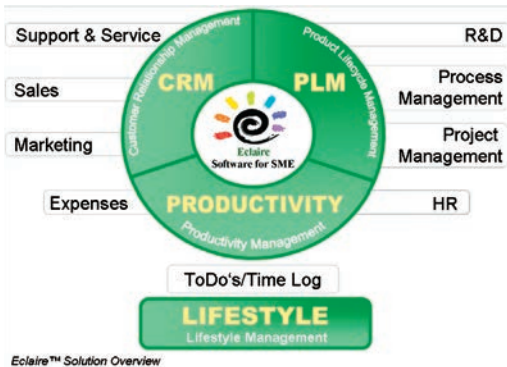 Support & Service
Sales
Marketing
Expenses
Customer Relationship Management
CRM
Product Lifecycle Management
PLM
R&D
Process
Management
Project
Management
HR
Eclaire
Software for SME
PRODUCTIVITY
Productivity Management
ToDo's/Time Log
LIFESTYLE
Lifestyle Management
Eclaire™ Solution Overview